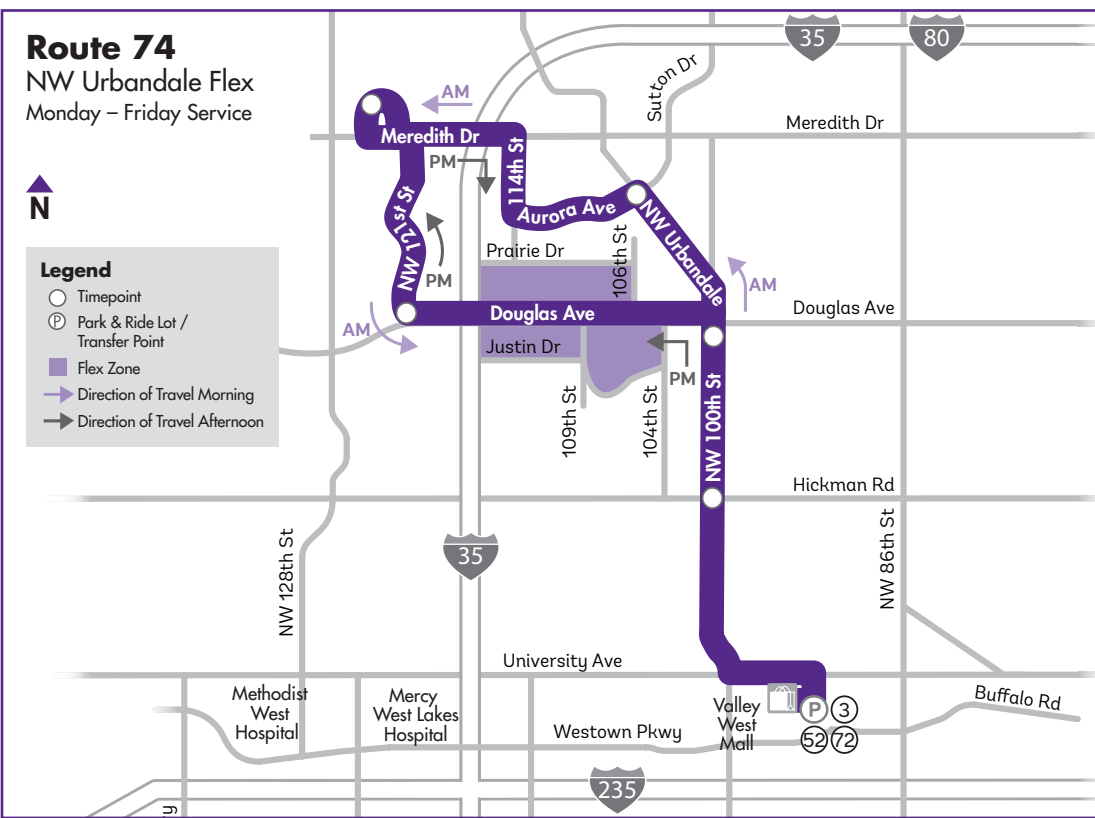 Route 74
NW Urbandale Flex
Monday – Friday Service
N
Legend
Timepoint
P
Park & Ride Lot /
Transfer Point
Flex Zone
Direction of Travel Morning
Direction of Travel Afternoon
35
80
AM
Sutton Dr
Meredith Dr
Meredith Dr
PM
114th St
NW 121st St
Aurora Ave
NW Urbandale
Prairie Dr
106th St
PM
AM
Douglas Ave
Douglas Ave
AM
Justin Dr
PM
109th St
104th St
NW 100th St
Hickman Rd
NW 128th St
35
NW 86th St
University Ave
Methodist
West
Hospital
Mercy
West Lakes
Hospital
Valley
West
Mall
P
3
52
72
Buffalo Rd
Westown Pkwy
235
y